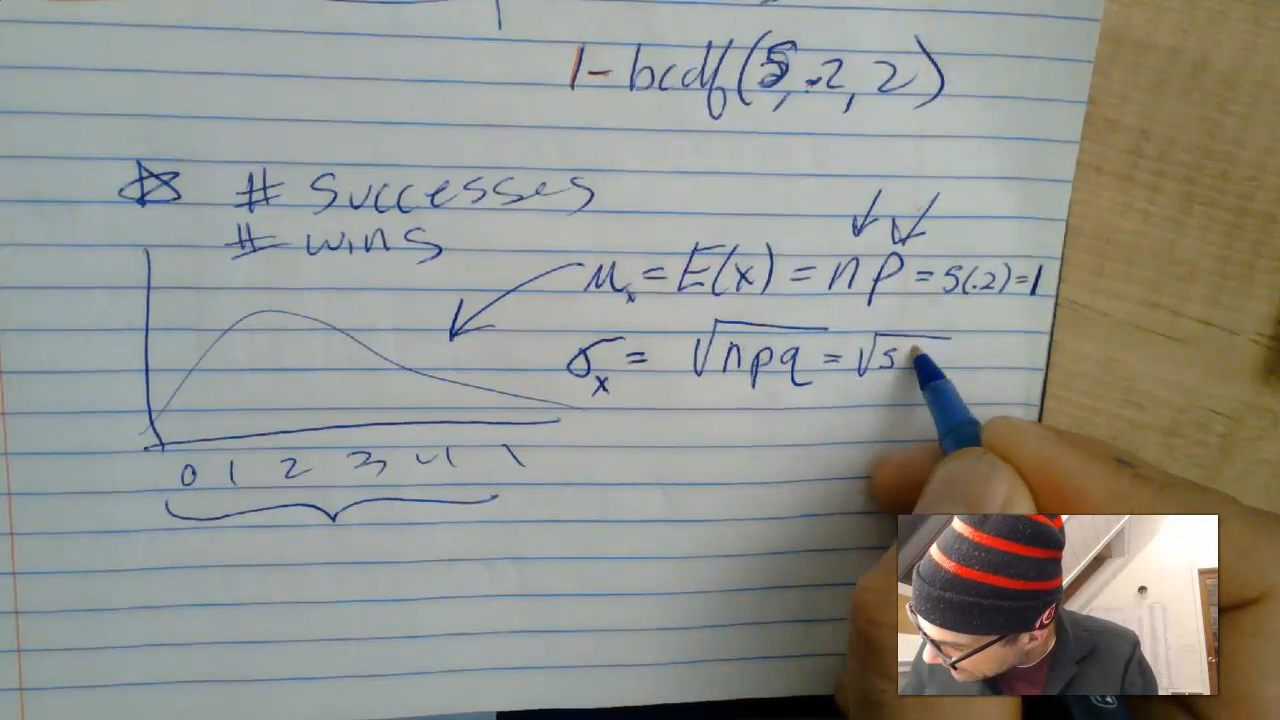 1-bcdf(5, .2, 2)
# Successes
# wins
μx = E(x) = np = 5(.2) = 1
σx = √npq = √5
0 1 2 3 4